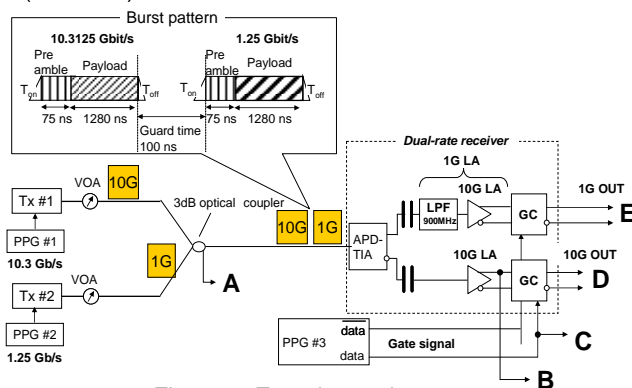 Burst pattern
10.3125 Gbit/s
1.25 Gbit/s
Pre
amble
Payload
Pre
amble
Payload
Ton
Toff
Ton
Toff
75 ns
1280 ns
75 ns
1280 ns
Guard time
100 ns
Dual-rate receiver
1G LA
10G LA
1G OUT
LPF
900MHz
GC
E
VOA
10G
Tx #1
3dB optical coupler
10G
1G
PPG #1
10.3 Gb/s
APD-
TIA
1G
A
10G LA
10G OUT
GC
D
VOA
Tx #2
PPG #2
1.25 Gb/s
PPG #3
data
data
Gate signal
C
B